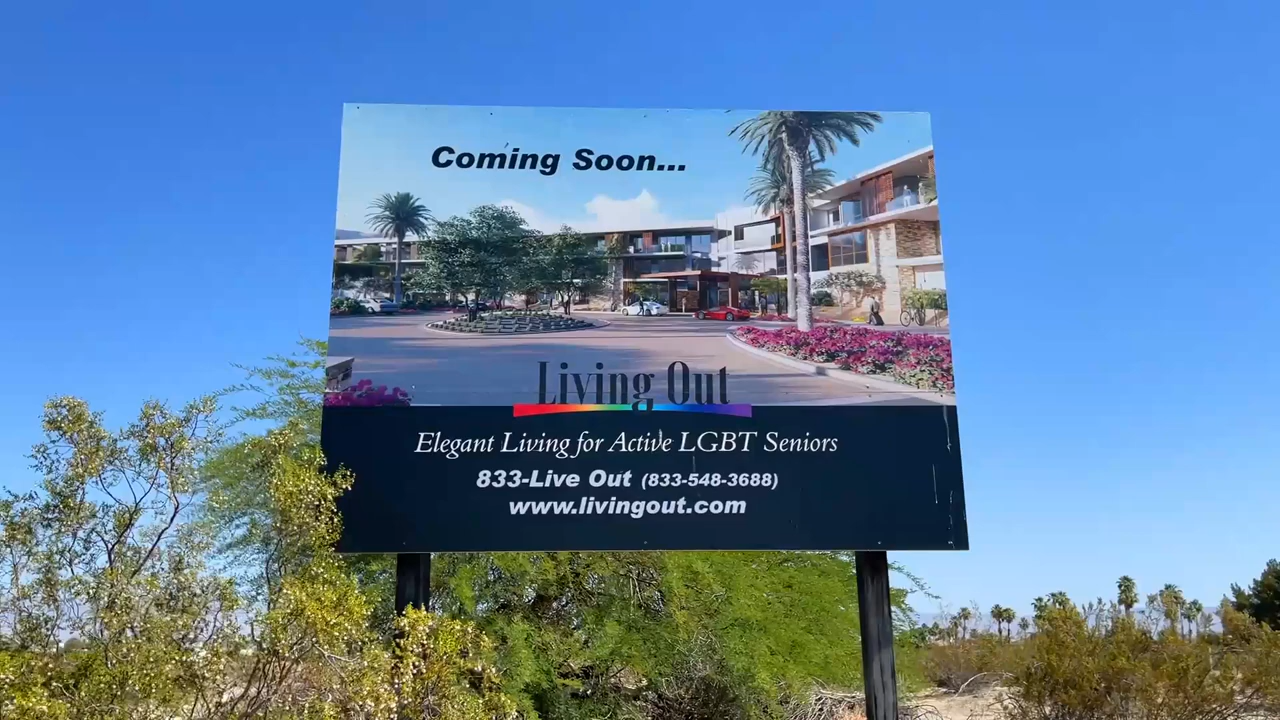 Coming Soon...
Living Out
Elegant Living for Active LGBT Seniors
833-Live Out (833-548-3688)
www.livingout.com